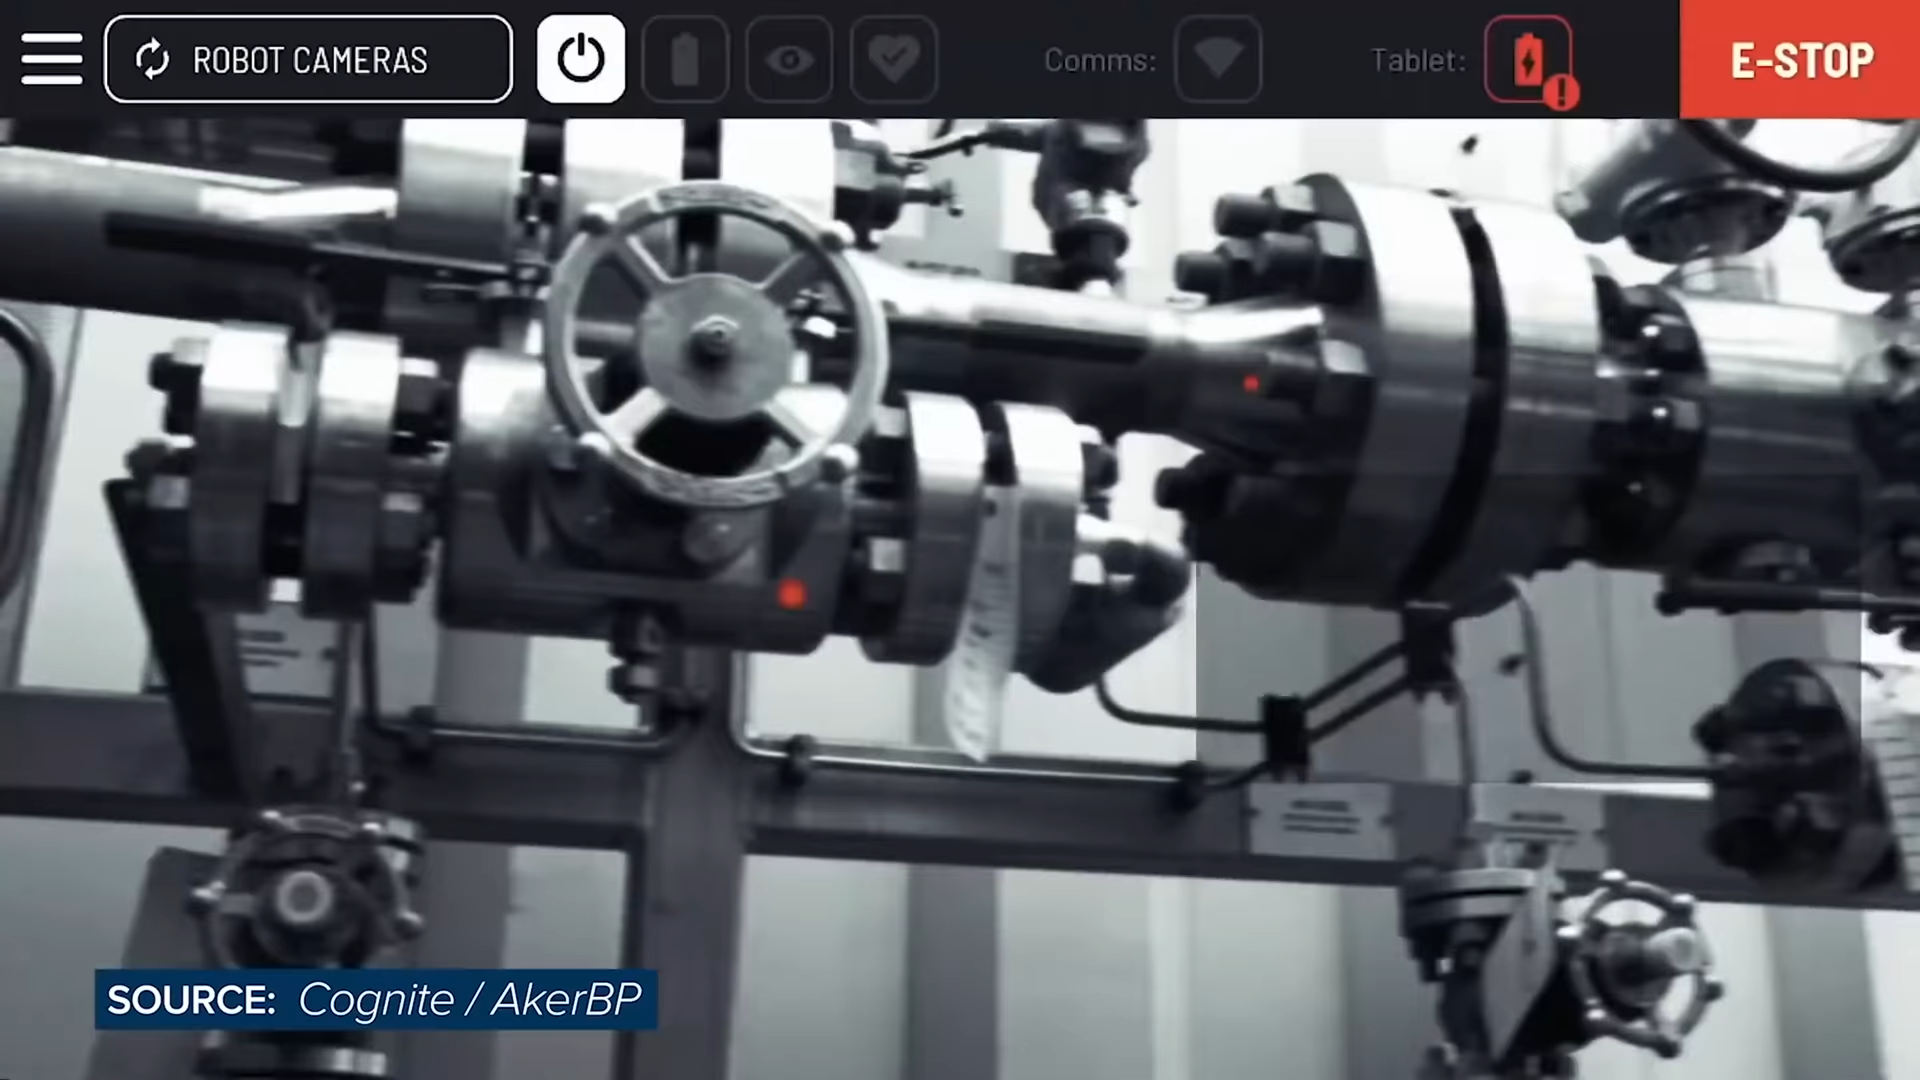 ROBOT CAMERAS
Comms:
Tablet:
E-STOP
SOURCE: Cognite / AkerBP